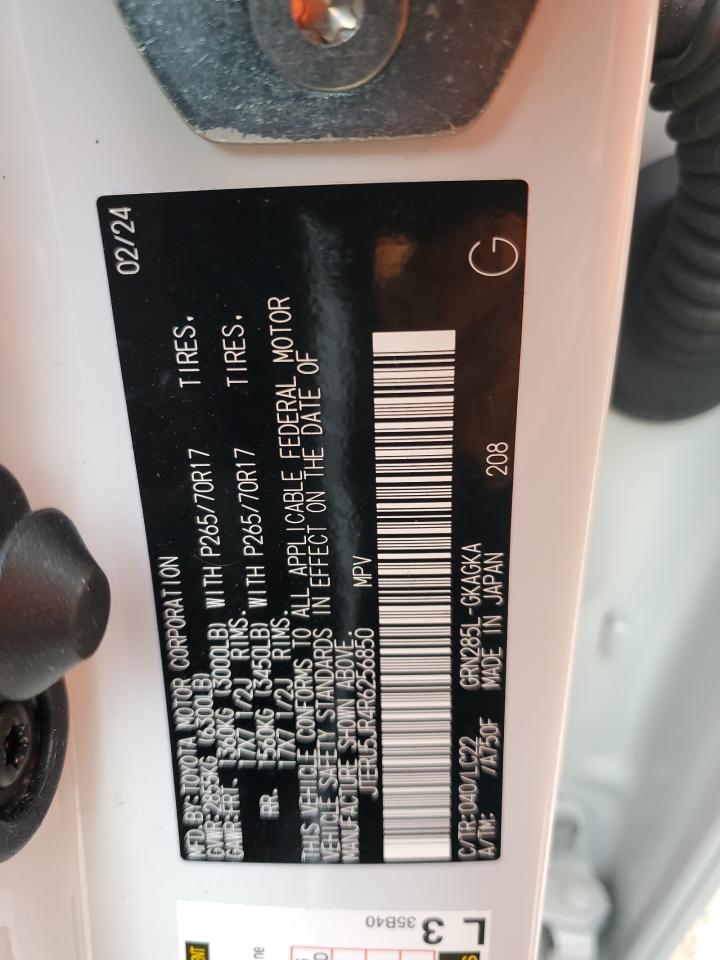 MFD BY:TOYOTA MOTOR CORPORATION 02/24
GVWR:2855KG (6300LB)
GAWR:FRT. 1360KG (3000LB) WITH P265/70R17 TIRES.
17X7 1/2J RIMS.
RR. 1560KG (3450LB) WITH P265/70R17 TIRES.
17X7 1/2J RIMS.
THIS VEHICLE CONFORMS TO ALL APPLICABLE FEDERAL MOTOR
VEHICLE SAFETY STANDARDS IN EFFECT ON THE DATE OF
MANUFACTURE SHOWN ABOVE.
JTERU5JR4R6256850 MPV
C/TR:040/LC22 GRN285L-GKAGKA 208 G
A/TM: /A750F MADE IN JAPAN
L3
35B40